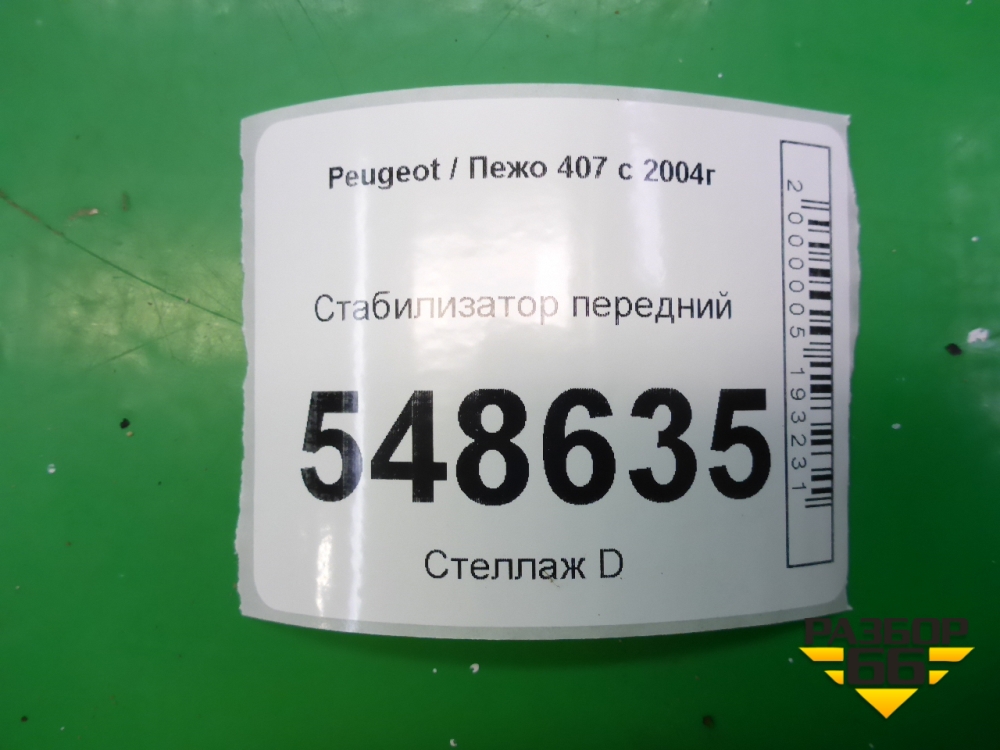 Peugeot / Пежо 407 с 2004г
Стабилизатор передний
548635
Стеллаж D
2000005193231
РАЗБОР
66